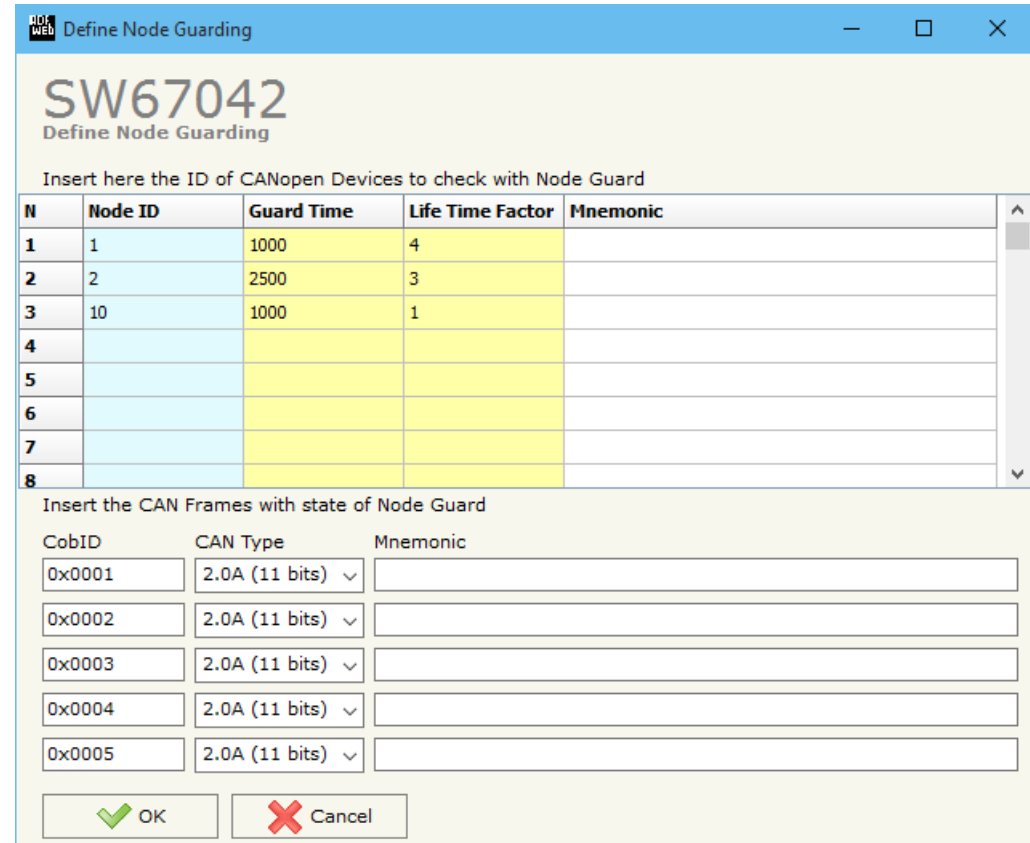 ADF WEB Define Node Guarding
SW67042
Define Node Guarding
Insert here the ID of CANopen Devices to check with Node Guard
N Node ID Guard Time Life Time Factor Mnemonic
1 1 1000 4
2 2 2500 3
3 10 1000 1
4
5
6
7
8
Insert the CAN Frames with state of Node Guard
CobID CAN Type Mnemonic
0x0001 2.0A (11 bits)
0x0002 2.0A (11 bits)
0x0003 2.0A (11 bits)
0x0004 2.0A (11 bits)
0x0005 2.0A (11 bits)
OK Cancel